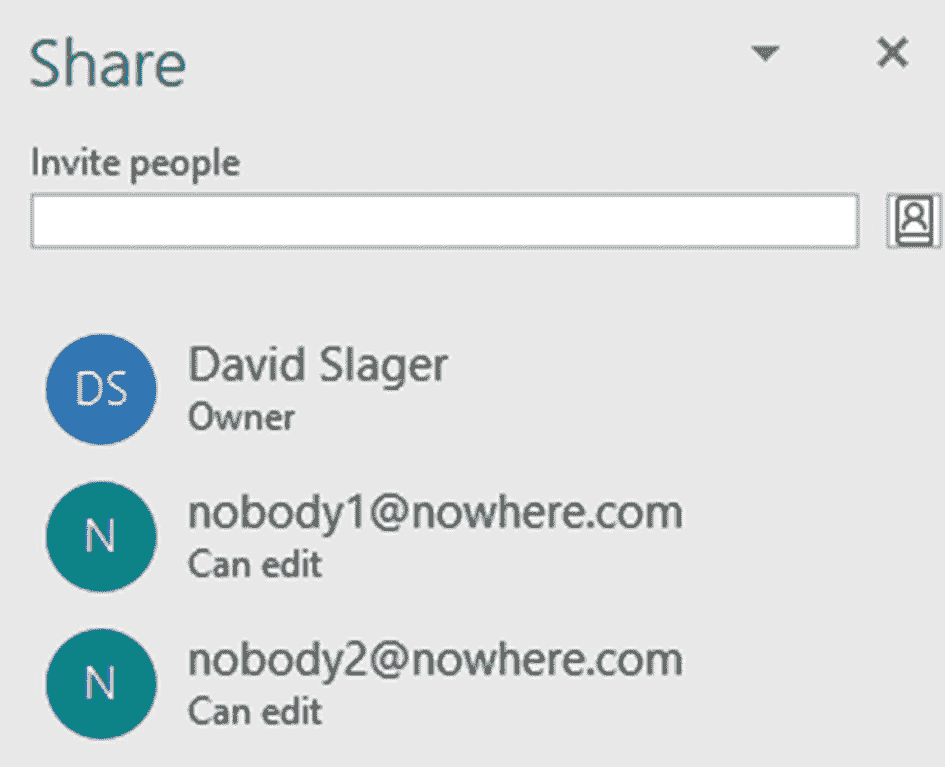 Share
Invite people
DS
David Slager
Owner
N
nobody1@nowhere.com
Can edit
N
nobody2@nowhere.com
Can edit